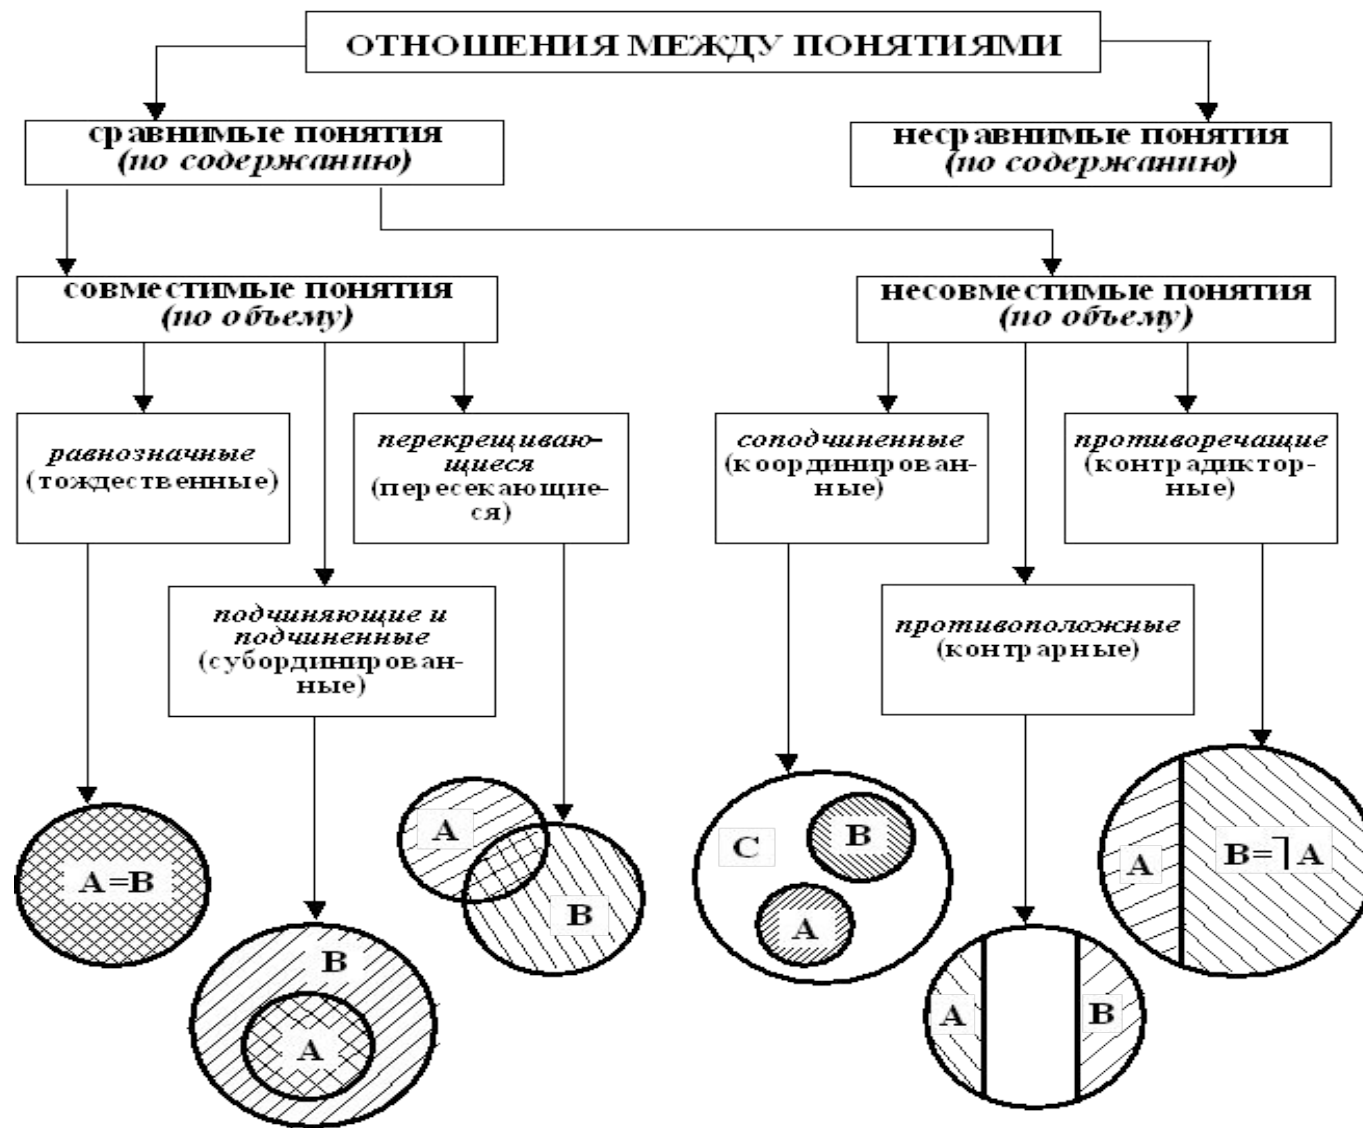 ОТНОШЕНИЯ МЕЖДУ ПОНЯТИЯМИ
сравнимые понятия
(по содержанию)
несравнимые понятия
(по содержанию)
совместимые понятия
(по объему)
несовместимые понятия
(по объему)
равнозначные
(тождественные)
перекрещиваю-
щиеся
(пересекающие-
ся)
соподчиненные
(координирован-
ные)
противоречащие
(контрадиктор-
ные)
подчиняющие и
подчиненные
(субординирован-
ные)
противоположные
(контрарные)
A=B
B
A
A
B
C
B
A
A
B
A
B=⌉A